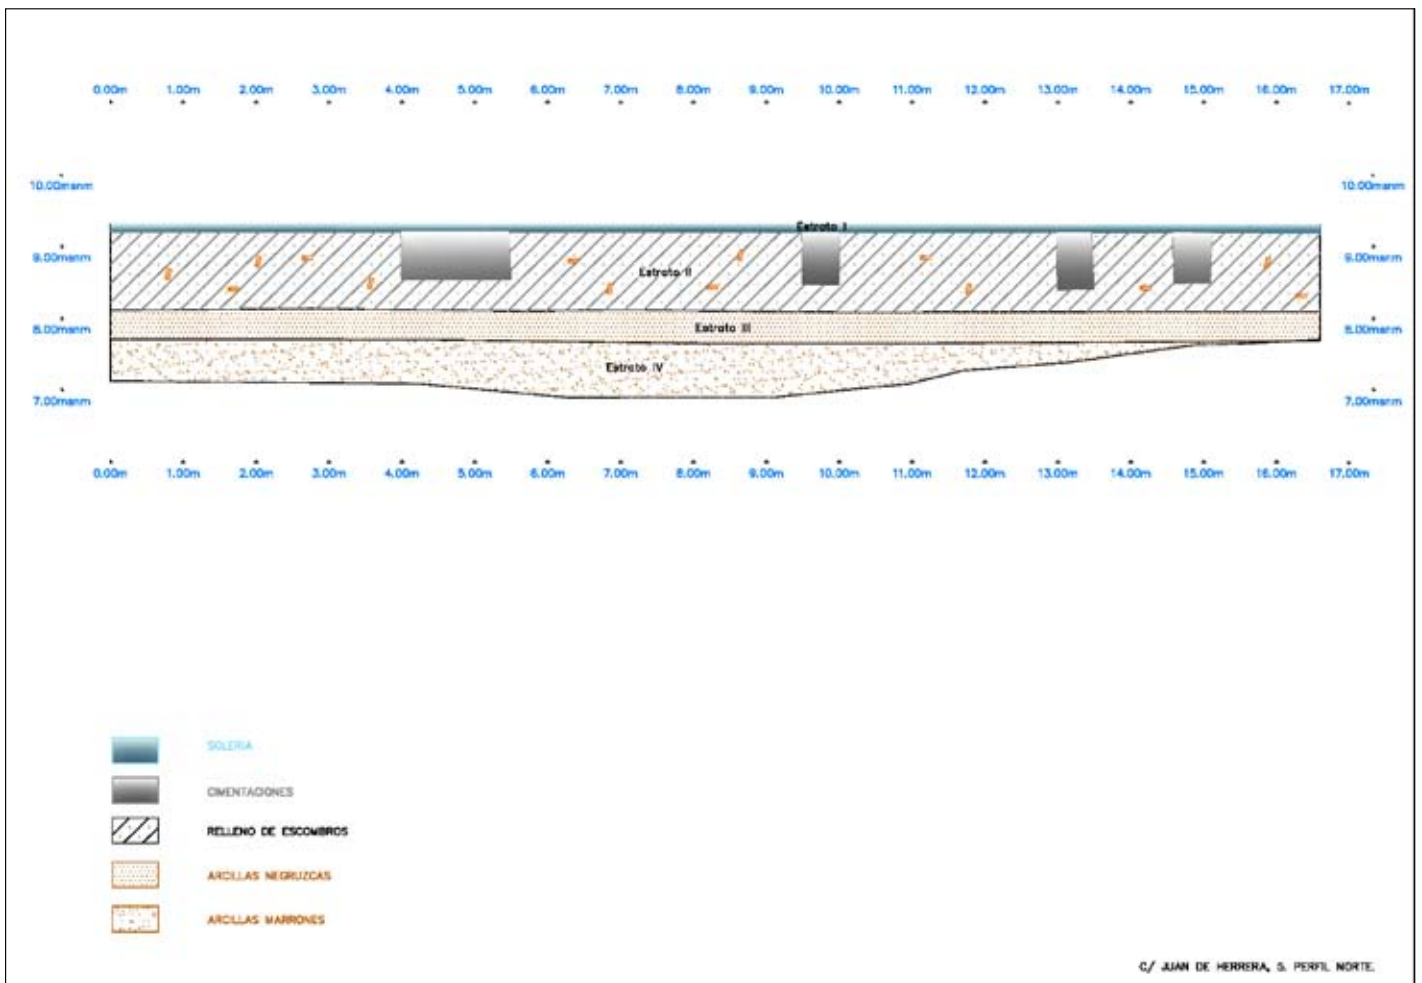 0.00m 1.00m 2.00m 3.00m 4.00m 5.00m 6.00m 7.00m 8.00m 9.00m 10.00m 11.00m 12.00m 13.00m 14.00m 15.00m 16.00m 17.00m
10.00msnm 10.00msnm
Estrato I
9.00msnm 9.00msnm
Estrato II
8.00msnm 8.00msnm
Estrato III
Estrato IV
7.00msnm 7.00msnm
0.00m 1.00m 2.00m 3.00m 4.00m 5.00m 6.00m 7.00m 8.00m 9.00m 10.00m 11.00m 12.00m 13.00m 14.00m 15.00m 16.00m 17.00m
SOLERIA
CIMENTACIONES
RELLENO DE ESCOMBROS
ARCILLAS NEGRUZCAS
ARCILLAS MARRONES
C/ JUAN DE HERRERA, 5. PERFIL NORTE.